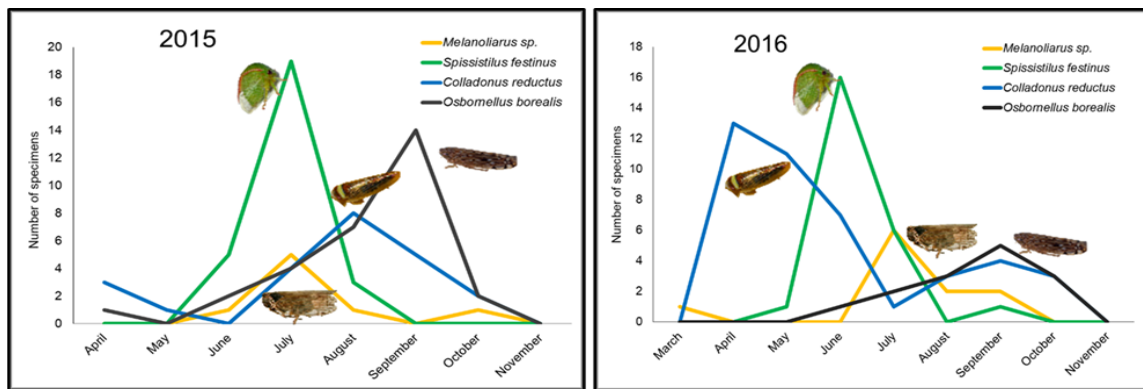 2015
Melanoliarus sp.
Spissistilus festinus
Colladonus reductus
Osbornellus borealis
Number of specimens
20
18
16
14
12
10
8
6
4
2
0
April
May
June
July
August
September
October
November
2016
Melanoliarus sp.
Spissistilus festinus
Colladonus reductus
Osbornellus borealis
Number of specimens
18
16
14
12
10
8
6
4
2
0
March
April
May
June
July
August
September
October
November